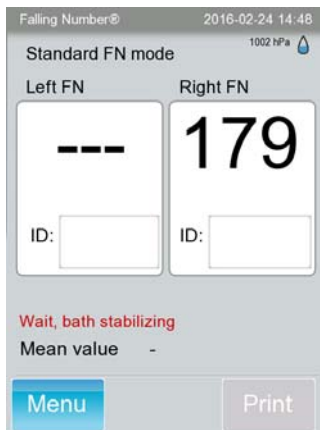 Falling Number® 2016-02-24 14:48
Standard FN mode 1002 hPa
Left FN Right FN
--- 179
ID: ID:
Wait, bath stabilizing
Mean value -
Menu Print